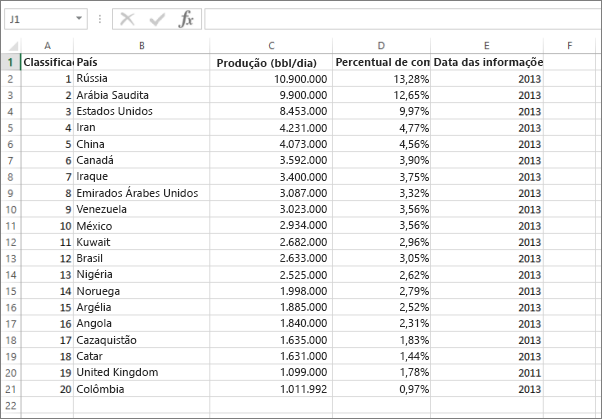 J1 fx
A B C D E F
1 Classificaç País Produção (bbl/dia) Percentual de con Data das informaçõe
2 1 Rússia 10.900.000 13,28% 2013
3 2 Arábia Saudita 9.900.000 12,65% 2013
4 3 Estados Unidos 8.453.000 9,97% 2013
5 4 Iran 4.231.000 4,77% 2013
6 5 China 4.073.000 4,56% 2013
7 6 Canadá 3.592.000 3,90% 2013
8 7 Iraque 3.400.000 3,75% 2013
9 8 Emirados Árabes Unidos 3.087.000 3,32% 2013
10 9 Venezuela 3.023.000 3,56% 2013
11 10 México 2.934.000 3,56% 2013
12 11 Kuwait 2.682.000 2,96% 2013
13 12 Brasil 2.633.000 3,05% 2013
14 13 Nigéria 2.525.000 2,62% 2013
15 14 Noruega 1.998.000 2,79% 2013
16 15 Argélia 1.885.000 2,52% 2013
17 16 Angola 1.840.000 2,31% 2013
18 17 Cazaquistão 1.635.000 1,83% 2013
19 18 Catar 1.631.000 1,44% 2013
20 19 United Kingdom 1.099.000 1,78% 2011
21 20 Colômbia 1.011.992 0,97% 2013
22